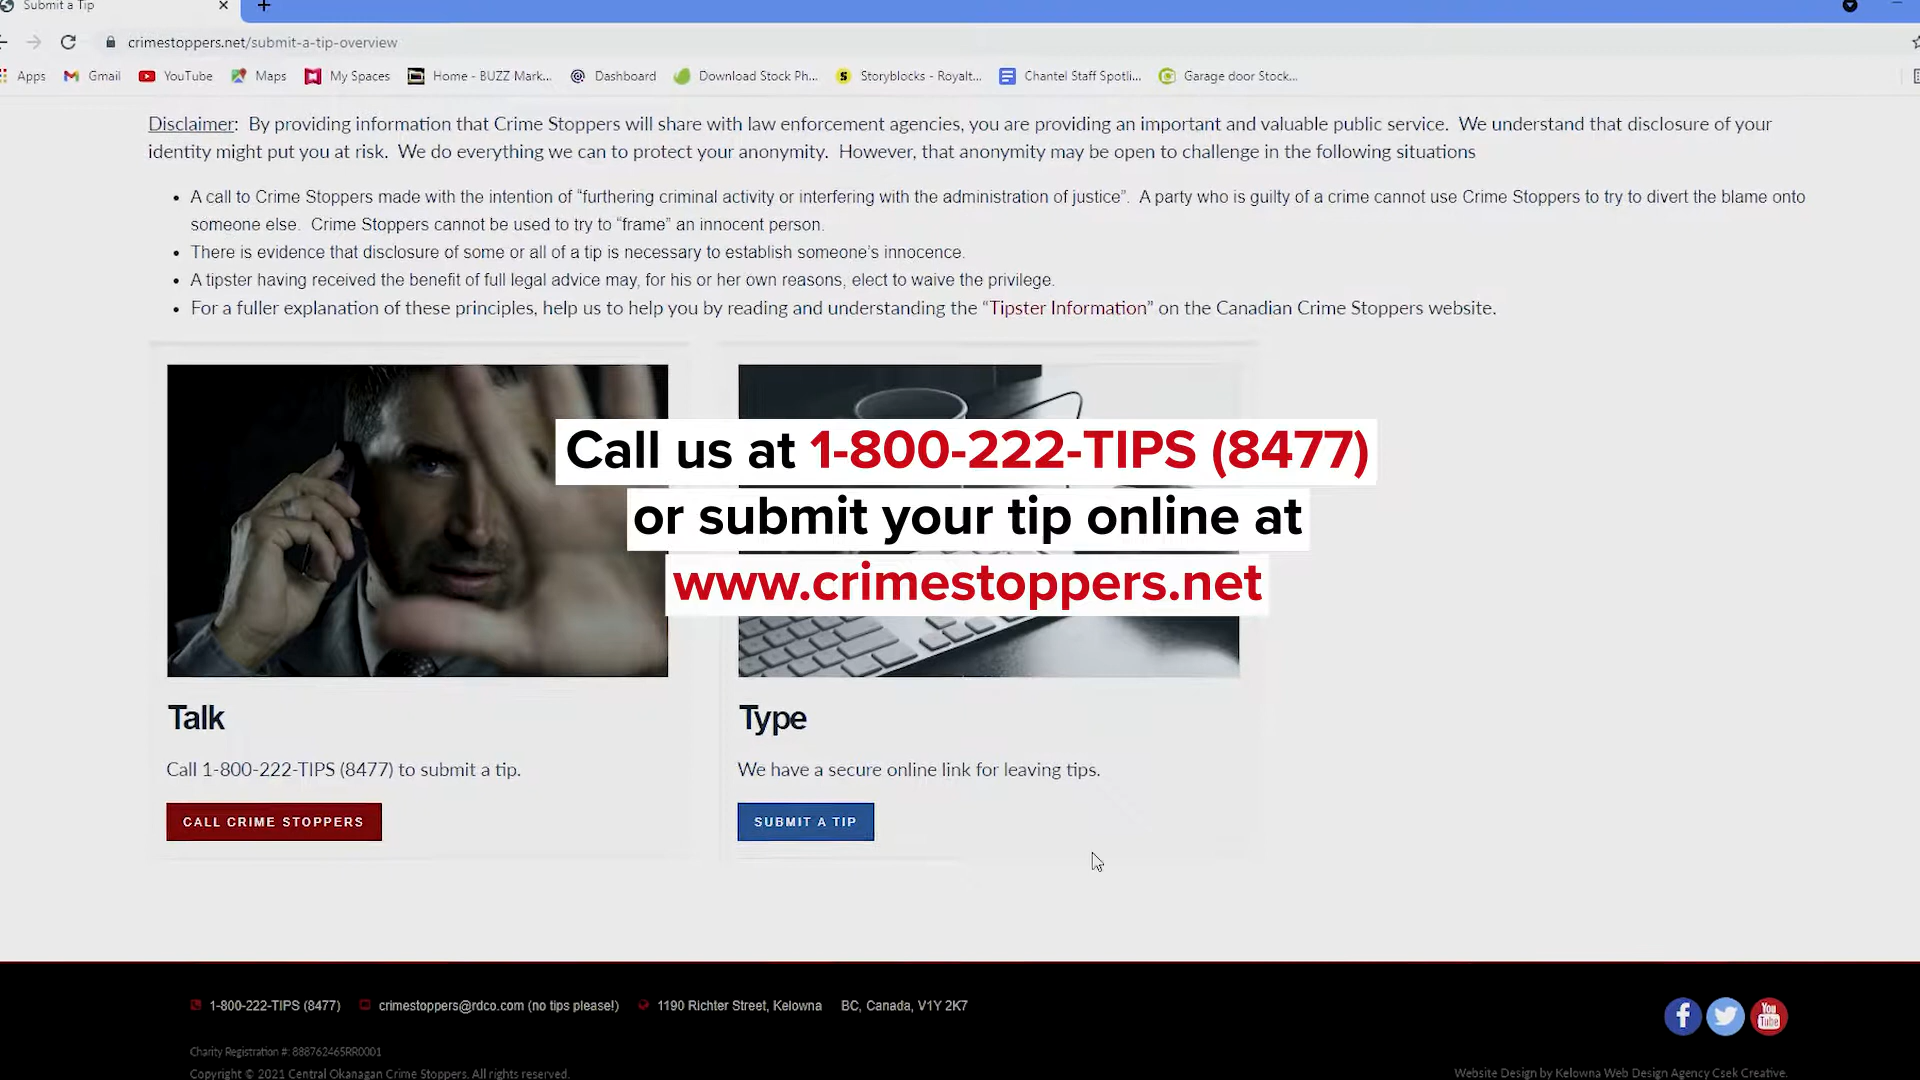 Submit a Tip
crimestoppers.net/submit-a-tip-overview
Apps Gmail YouTube Maps My Spaces Home - BUZZ Mark... Dashboard Download Stock Ph... Storyblocks - Royalt... Chantel Staff Spotli... Garage door Stock...
Disclaimer: By providing information that Crime Stoppers will share with law enforcement agencies, you are providing an important and valuable public service. We understand that disclosure of your
identity might put you at risk. We do everything we can to protect your anonymity. However, that anonymity may be open to challenge in the following situations
• A call to Crime Stoppers made with the intention of “furthering criminal activity or interfering with the administration of justice”. A party who is guilty of a crime cannot use Crime Stoppers to try to divert the blame onto
someone else. Crime Stoppers cannot be used to try to “frame” an innocent person.
• There is evidence that disclosure of some or all of a tip is necessary to establish someone’s innocence.
• A tipster having received the benefit of full legal advice may, for his or her own reasons, elect to waive the privilege.
• For a fuller explanation of these principles, help us to help you by reading and understanding the “Tipster Information” on the Canadian Crime Stoppers website.
Call us at 1-800-222-TIPS (8477)
or submit your tip online at
www.crimestoppers.net
Talk
Call 1-800-222-TIPS (8477) to submit a tip.
CALL CRIME STOPPERS
Type
We have a secure online link for leaving tips.
SUBMIT A TIP
1-800-222-TIPS (8477) crimestoppers@rdco.com (no tips please!) 1190 Richter Street, Kelowna BC, Canada, V1Y 2K7
You Tube
Charity Registration #: 888762465RR0001
Copyright © 2021 Central Okanagan Crime Stoppers. All rights reserved.
Website Design by Kelowna Web Design Agency Csek Creative.